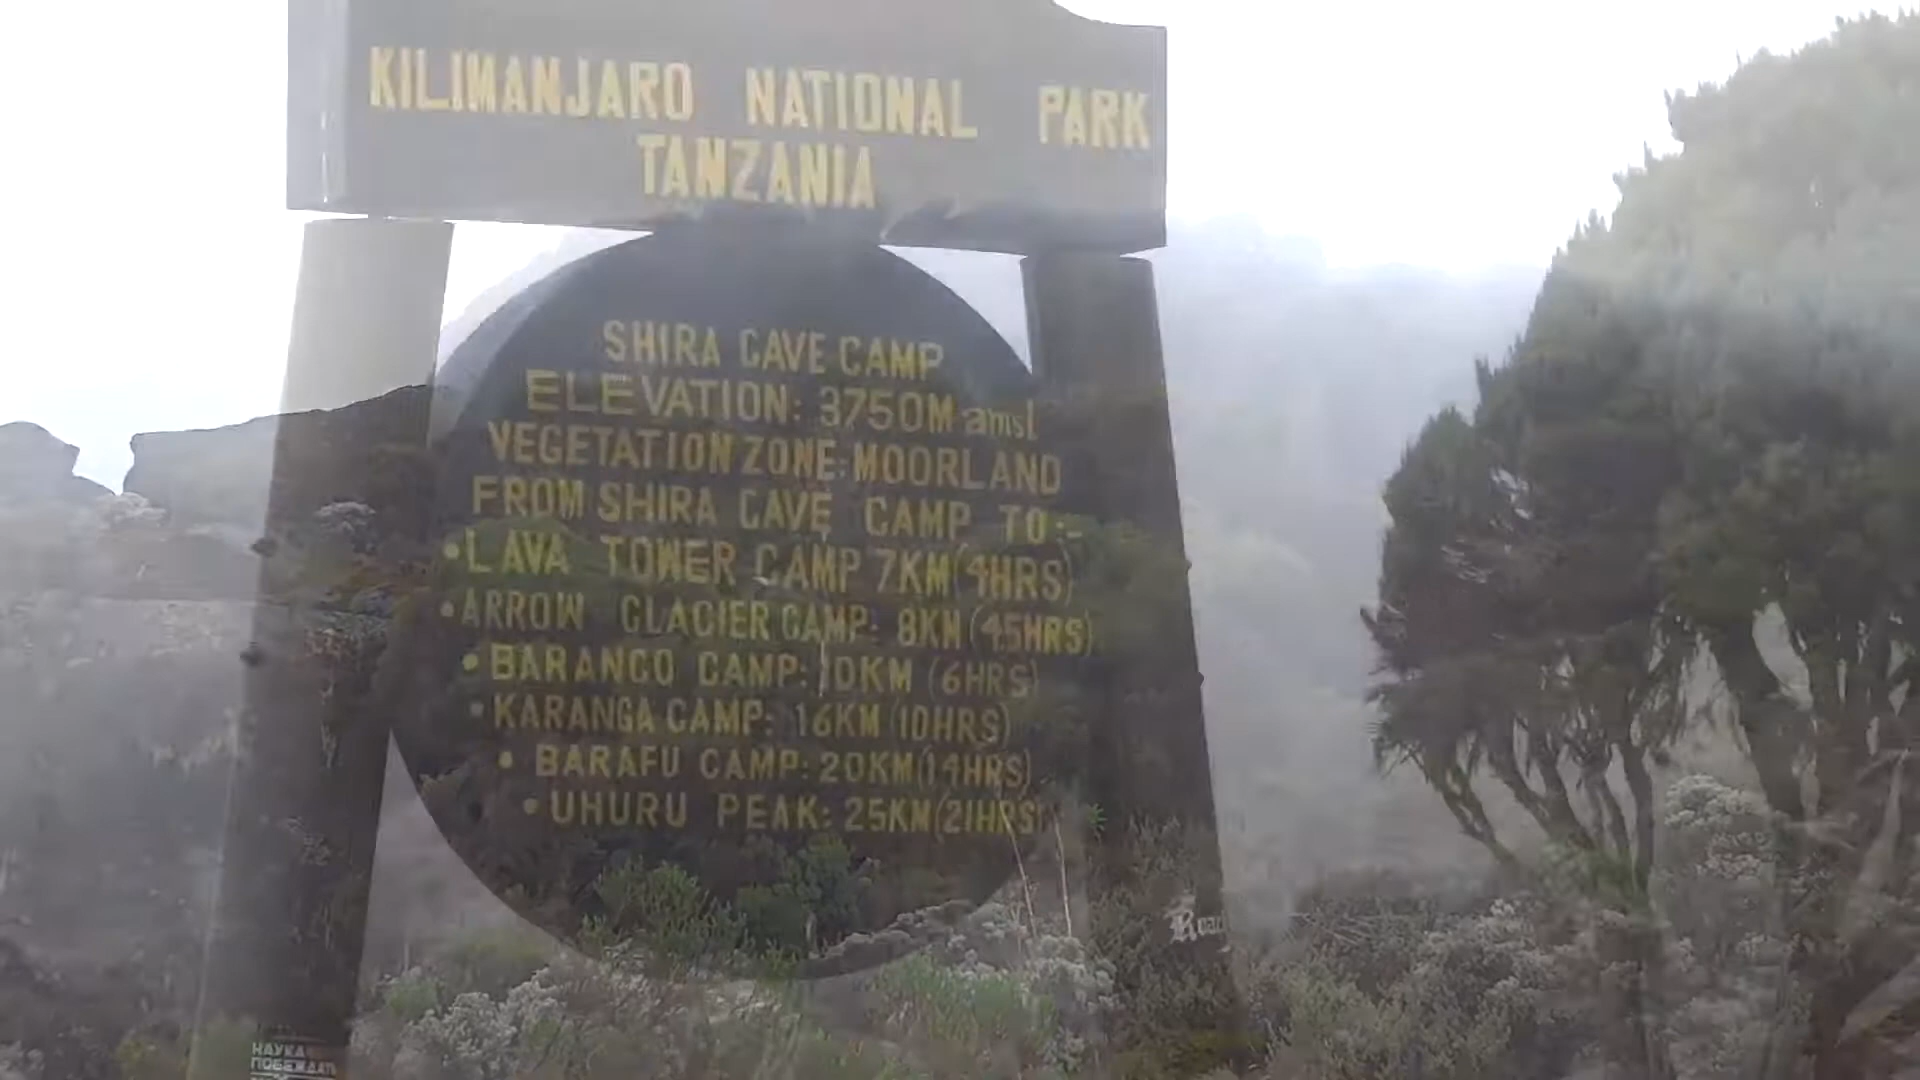 KILIMANJARO NATIONAL PARK
TANZANIA
SHIRA CAVE CAMP
ELEVATION: 3750M amsl
VEGETATION ZONE: MOORLAND
FROM SHIRA CAVE CAMP TO:-
•LAVA TOWER CAMP 7KM(4HRS)
•ARROW GLACIER CAMP: 8KM (4.5HRS)
•BARANCO CAMP: 10KM (6HRS)
•KARANGA CAMP: 16KM (10HRS)
•BARAFU CAMP: 20KM(14HRS)
•UHURU PEAK: 25KM(21HRS)
НАУКА
ПОБЕЖДАТЬ